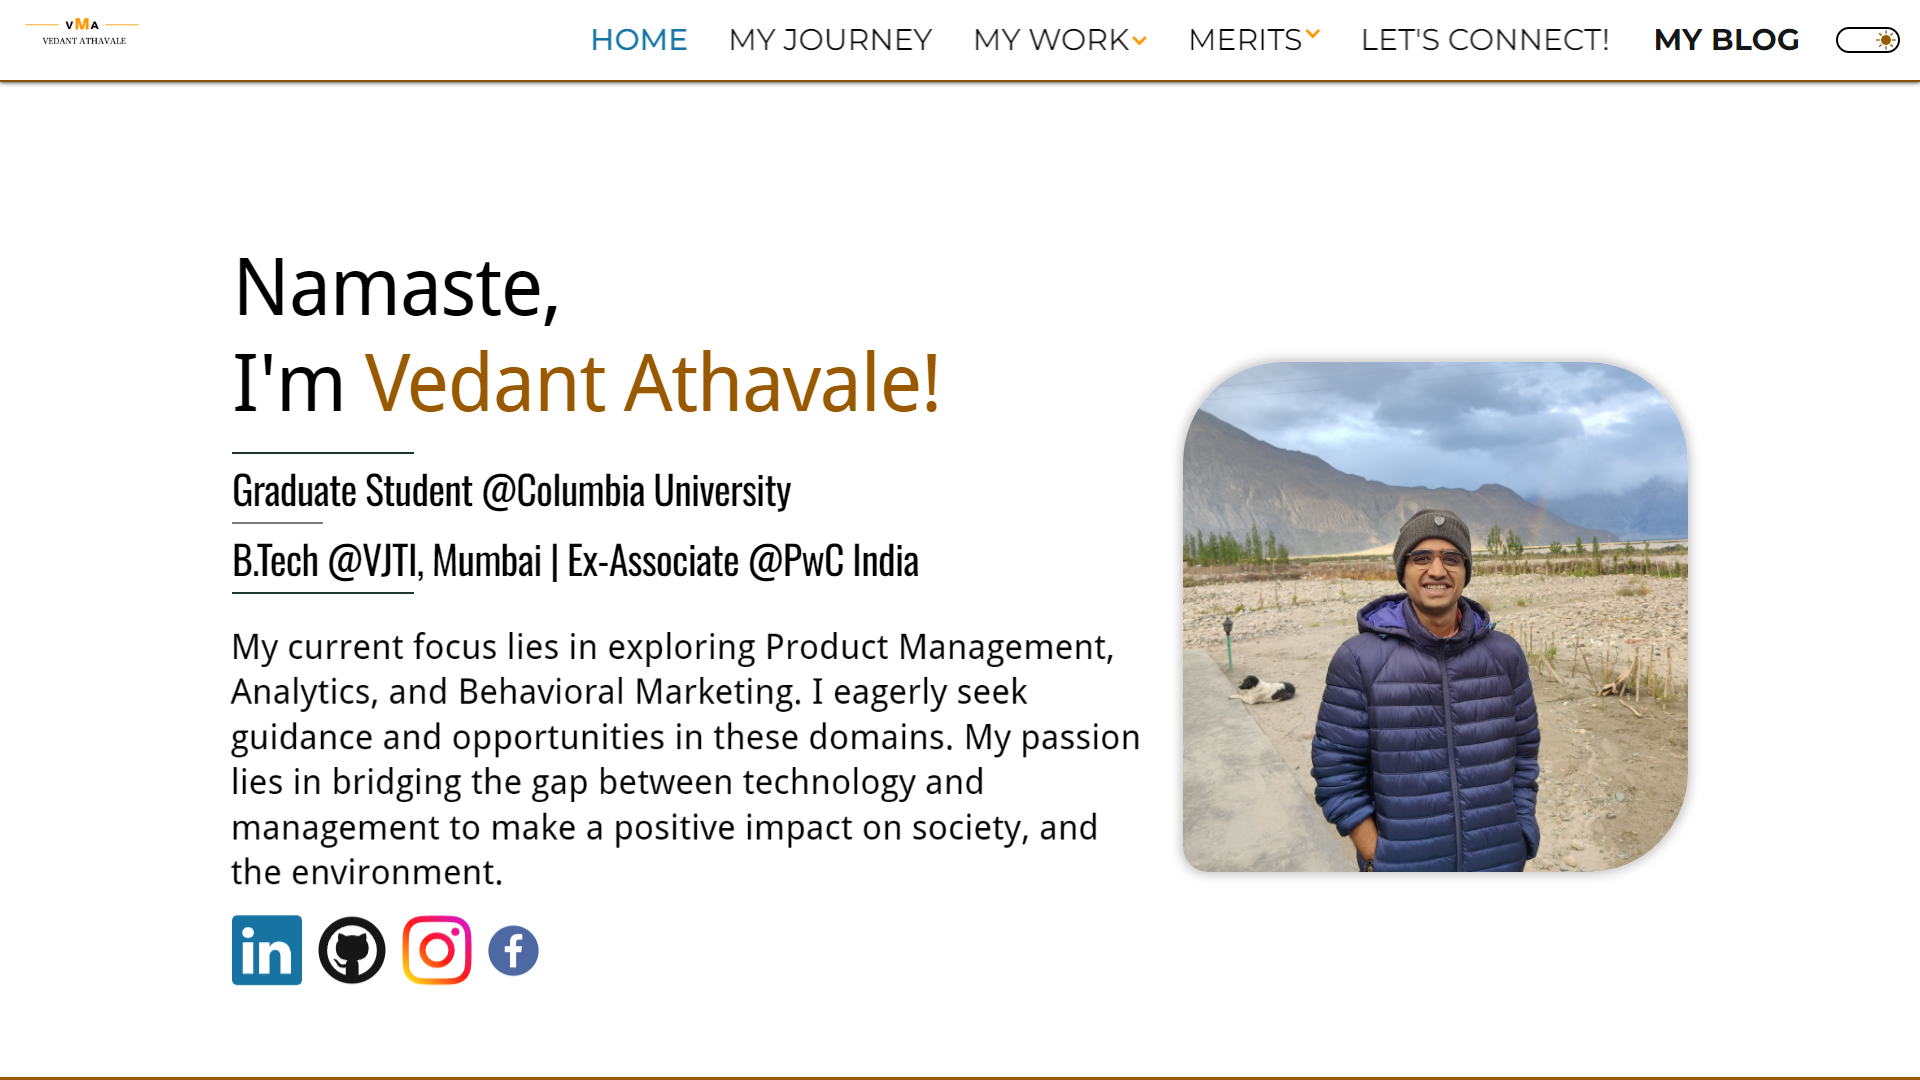 VMA
VEDANT ATHAVALE
HOME MY JOURNEY MY WORK MERITS LET'S CONNECT! MY BLOG
Namaste,
I'm Vedant Athavale!
Graduate Student @Columbia University
B.Tech @VJTI, Mumbai | Ex-Associate @PwC India
My current focus lies in exploring Product Management,
Analytics, and Behavioral Marketing. I eagerly seek
guidance and opportunities in these domains. My passion
lies in bridging the gap between technology and
management to make a positive impact on society, and
the environment.
in f